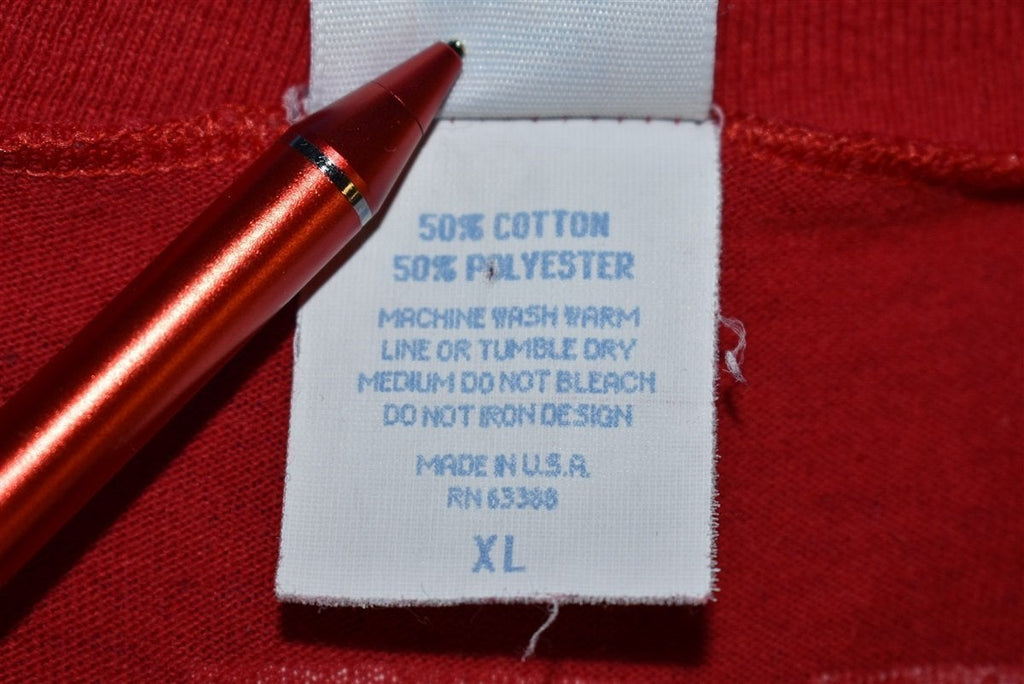 50% COTTON
50% POLYESTER
MACHINE WASH WARM
LINE OR TUMBLE DRY
MEDIUM DO NOT BLEACH
DO NOT IRON DESIGN
MADE IN U.S.A.
RN 63388
XL